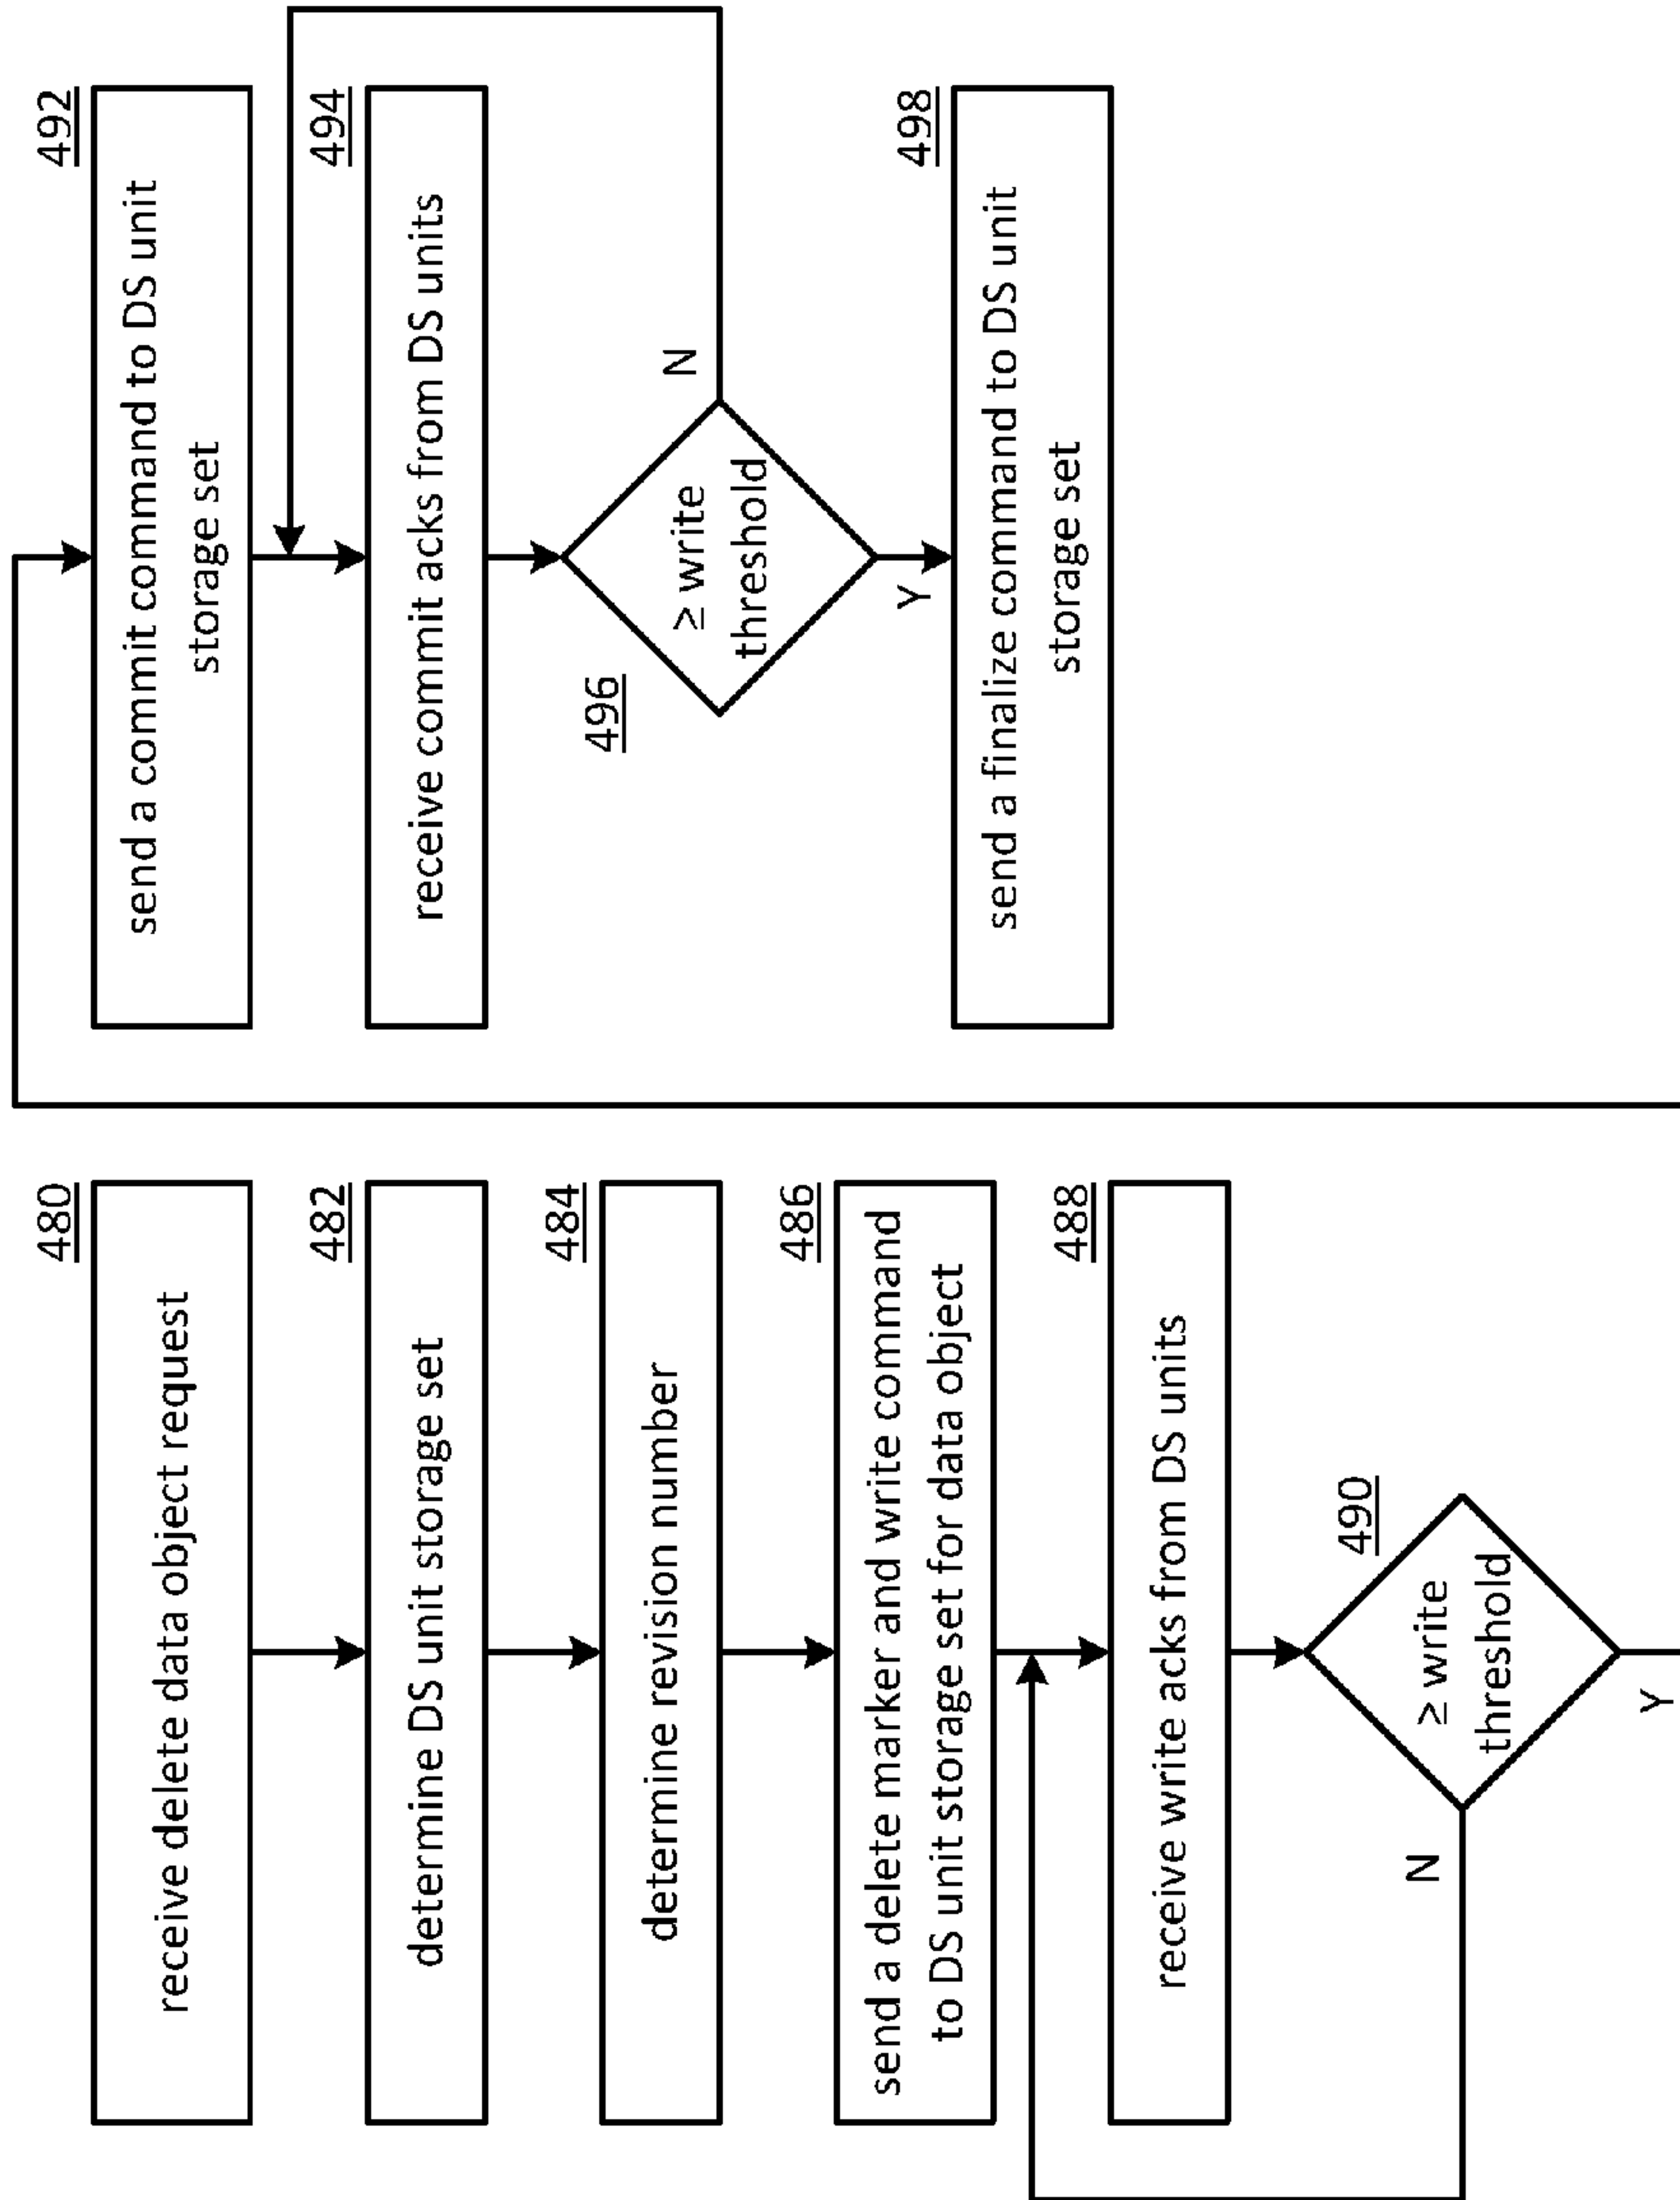 480
receive delete data object request
482
determine DS unit storage set
484
determine revision number
486
send a delete marker and write command
to DS unit storage set for data object
488
receive write acks from DS units
490
≥ write
threshold
N
Y
492
send a commit command to DS unit
storage set
494
receive commit acks from DS units
496
≥ write
threshold
N
Y
498
send a finalize command to DS unit
storage set